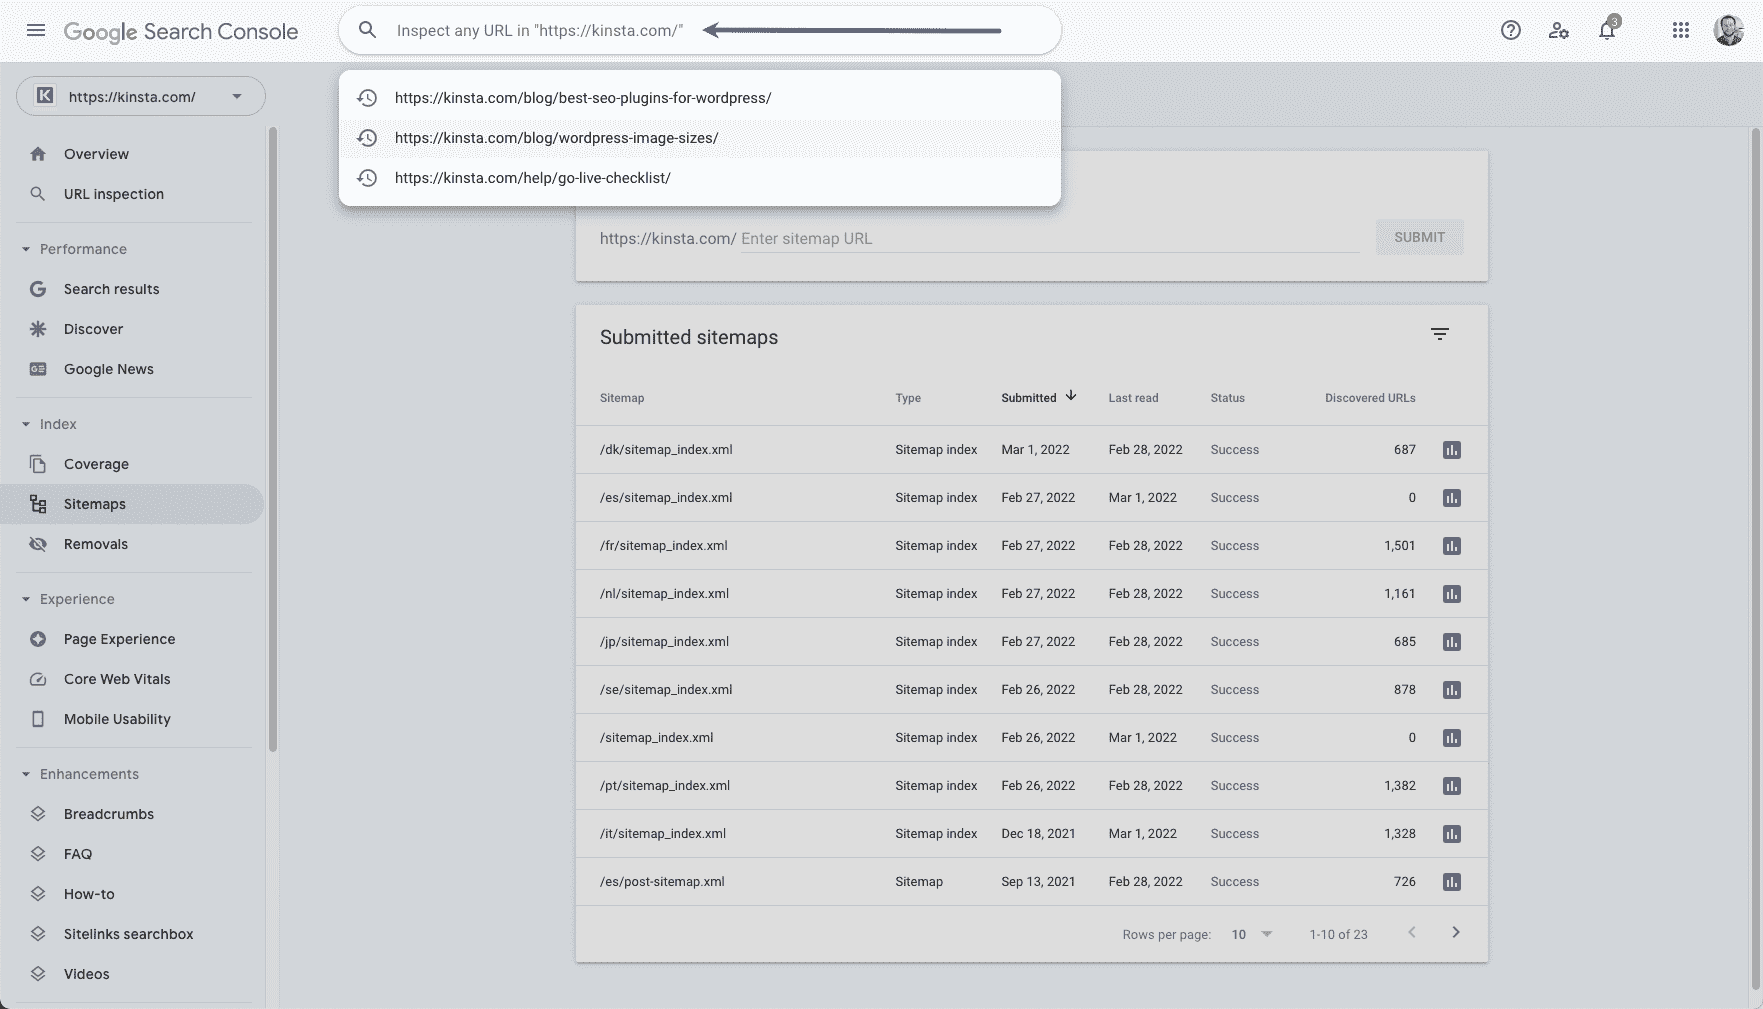 Google Search Console
Inspect any URL in "https://kinsta.com/"
3
K
https://kinsta.com/
https://kinsta.com/blog/best-seo-plugins-for-wordpress/
https://kinsta.com/blog/wordpress-image-sizes/
https://kinsta.com/help/go-live-checklist/
Overview
URL inspection
Performance
Search results
Discover
Google News
Index
Coverage
Sitemaps
Removals
Experience
Page Experience
Core Web Vitals
Mobile Usability
Enhancements
Breadcrumbs
FAQ
How-to
Sitelinks searchbox
Videos
https://kinsta.com/ Enter sitemap URL
SUBMIT
Submitted sitemaps
Sitemap Type Submitted Last read Status Discovered URLs
/dk/sitemap_index.xml Sitemap index Mar 1, 2022 Feb 28, 2022 Success 687
/es/sitemap_index.xml Sitemap index Feb 27, 2022 Mar 1, 2022 Success 0
/fr/sitemap_index.xml Sitemap index Feb 27, 2022 Feb 28, 2022 Success 1,501
/nl/sitemap_index.xml Sitemap index Feb 27, 2022 Feb 28, 2022 Success 1,161
/jp/sitemap_index.xml Sitemap index Feb 27, 2022 Feb 28, 2022 Success 685
/se/sitemap_index.xml Sitemap index Feb 26, 2022 Feb 28, 2022 Success 878
/sitemap_index.xml Sitemap index Feb 26, 2022 Mar 1, 2022 Success 0
/pt/sitemap_index.xml Sitemap index Feb 26, 2022 Feb 28, 2022 Success 1,382
/it/sitemap_index.xml Sitemap index Dec 18, 2021 Mar 1, 2022 Success 1,328
/es/post-sitemap.xml Sitemap Sep 13, 2021 Feb 28, 2022 Success 726
Rows per page: 10 1-10 of 23